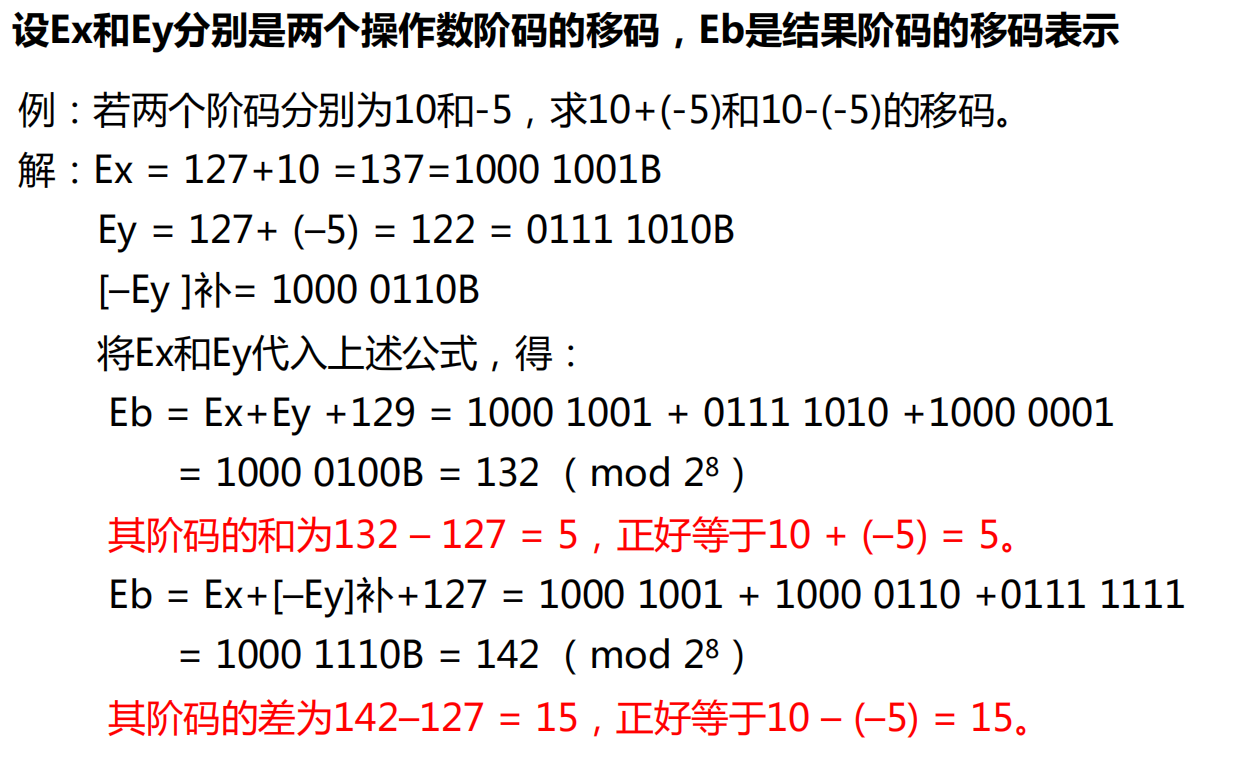 设Ex和Ey分别是两个操作数阶码的移码，Eb是结果阶码的移码表示
例：若两个阶码分别为10和-5，求10+(-5)和10-(-5)的移码。
解：Ex = 127+10 =137=1000 1001B
Ey = 127+ (–5) = 122 = 0111 1010B
[–Ey ]补= 1000 0110B
将Ex和Ey代入上述公式，得：
Eb = Ex+Ey +129 = 1000 1001 + 0111 1010 +1000 0001
= 1000 0100B = 132（ mod 2⁸ ）
其阶码的和为132 – 127 = 5，正好等于10 + (–5) = 5。
Eb = Ex+[–Ey]补+127 = 1000 1001 + 1000 0110 +0111 1111
= 1000 1110B = 142（ mod 2⁸ ）
其阶码的差为142–127 = 15，正好等于10 – (–5) = 15。